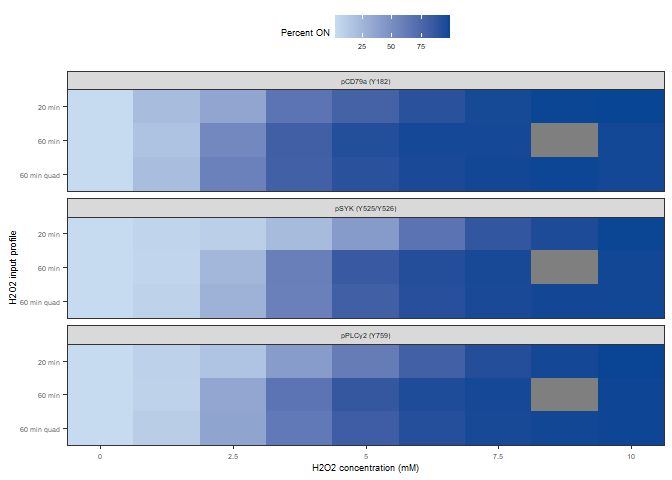 Percent ON
25 50 75
pCD79a (Y182)
20 min
60 min
60 min quad
pSYK (Y525/Y526)
20 min
60 min
60 min quad
pPLCy2 (Y759)
20 min
60 min
60 min quad
H2O2 input profile
0 2.5 5 7.5 10
H2O2 concentration (mM)